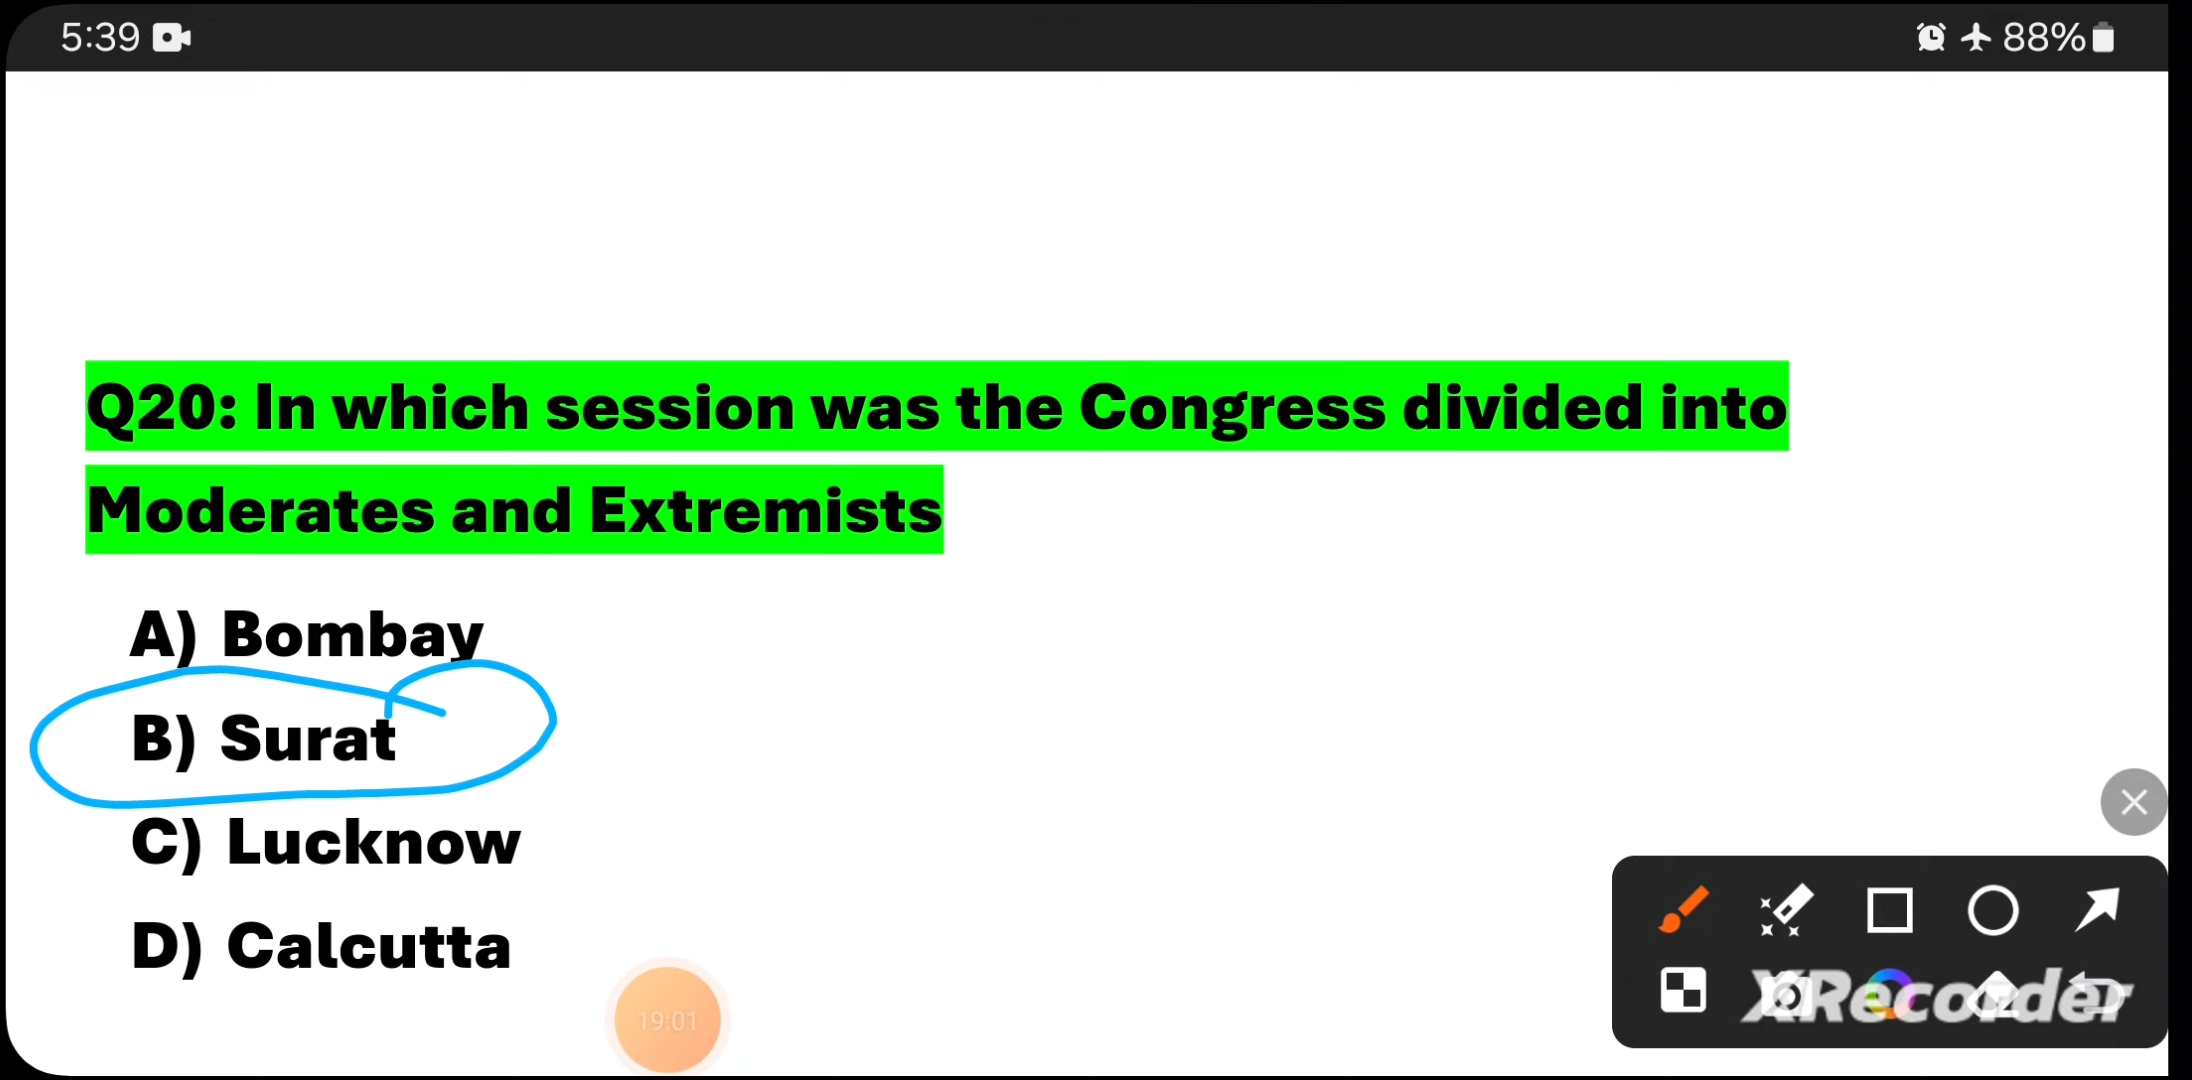 5:39
88%
Q20: In which session was the Congress divided into
Moderates and Extremists
A) Bombay
B) Surat
C) Lucknow
D) Calcutta
19:01
XRecorder